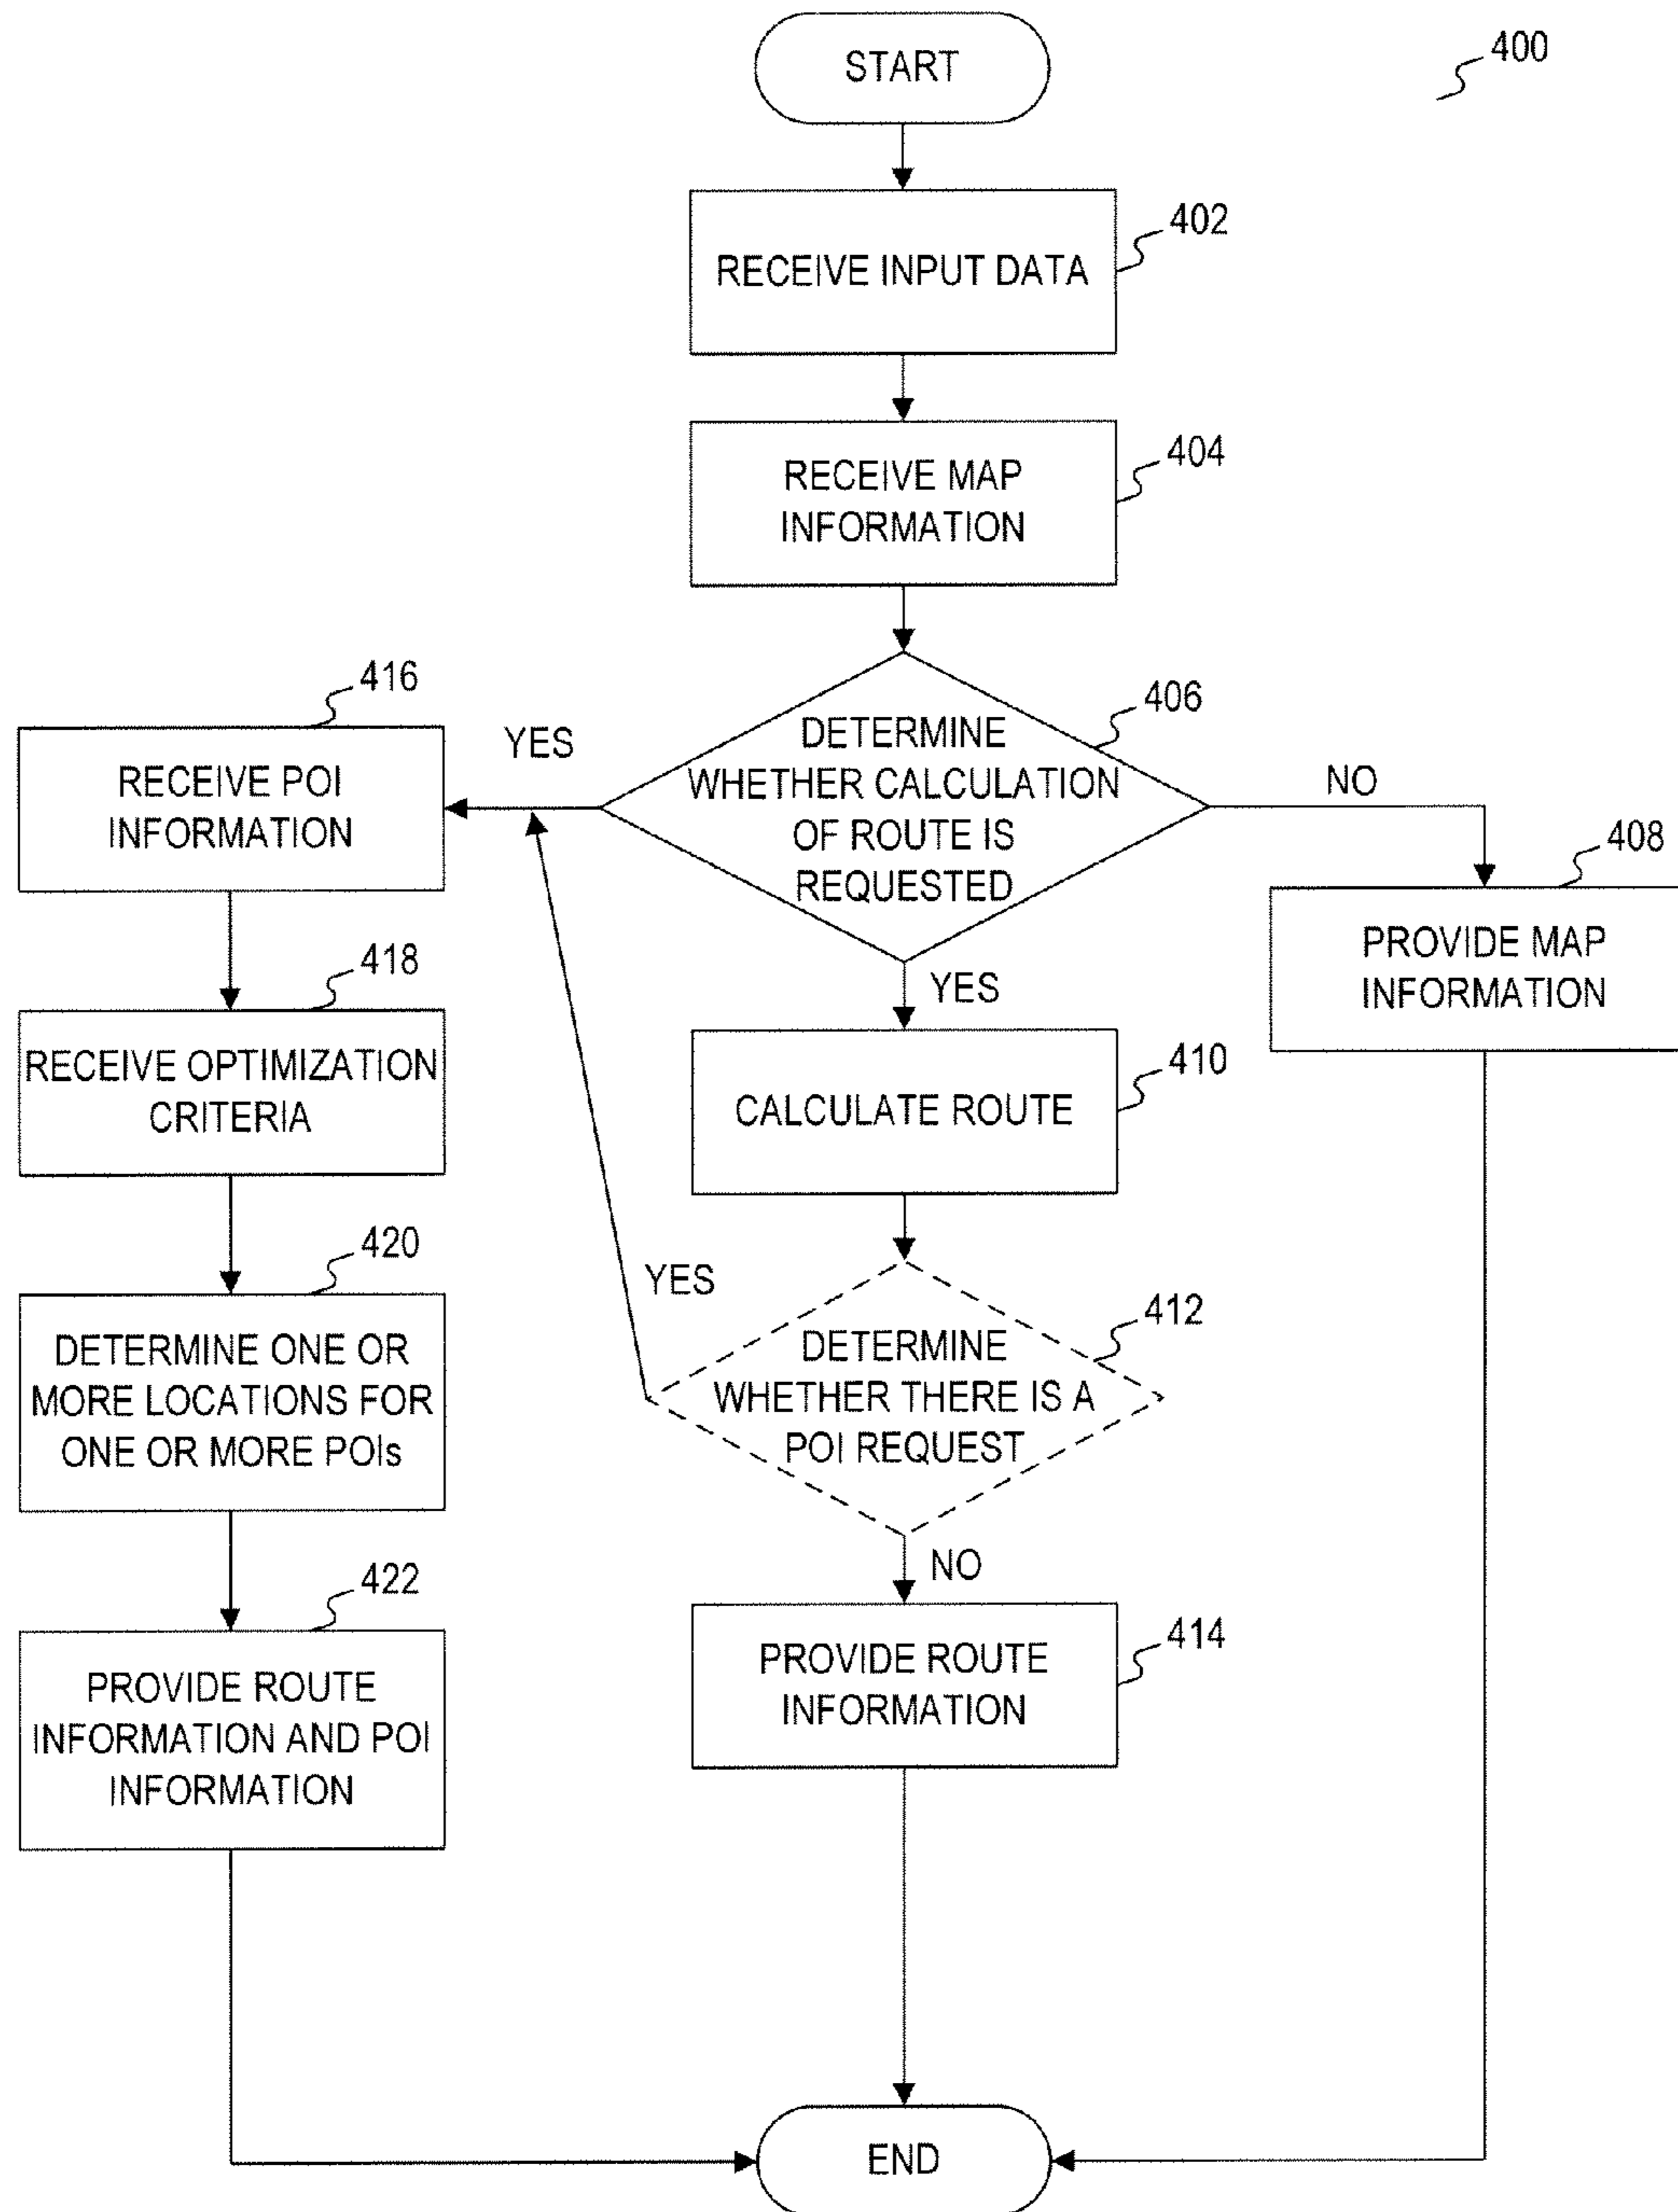 START
400
402
RECEIVE INPUT DATA
404
RECEIVE MAP
INFORMATION
406
DETERMINE
WHETHER CALCULATION
OF ROUTE IS
REQUESTED
YES
NO
416
RECEIVE POI
INFORMATION
408
PROVIDE MAP
INFORMATION
418
RECEIVE OPTIMIZATION
CRITERIA
YES
410
CALCULATE ROUTE
420
DETERMINE ONE OR
MORE LOCATIONS FOR
ONE OR MORE POIs
YES
412
DETERMINE
WHETHER THERE IS A
POI REQUEST
NO
422
PROVIDE ROUTE
INFORMATION AND POI
INFORMATION
414
PROVIDE ROUTE
INFORMATION
END